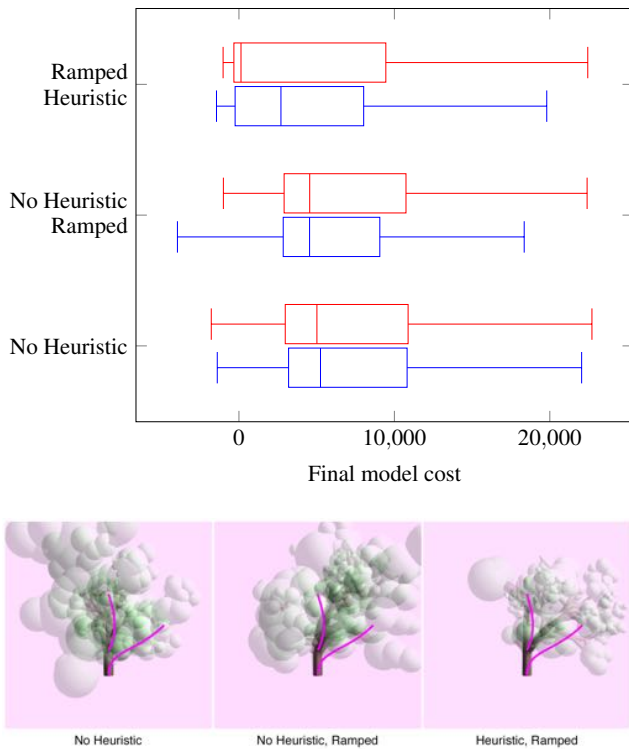 Ramped
Heuristic
No Heuristic
Ramped
No Heuristic
0
10,000
20,000
Final model cost
No Heuristic
No Heuristic, Ramped
Heuristic, Ramped